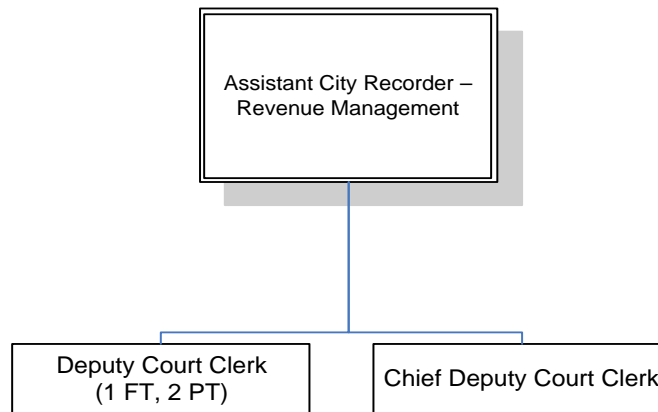 Assistant City Recorder –
Revenue Management
Deputy Court Clerk
(1 FT, 2 PT)
Chief Deputy Court Clerk